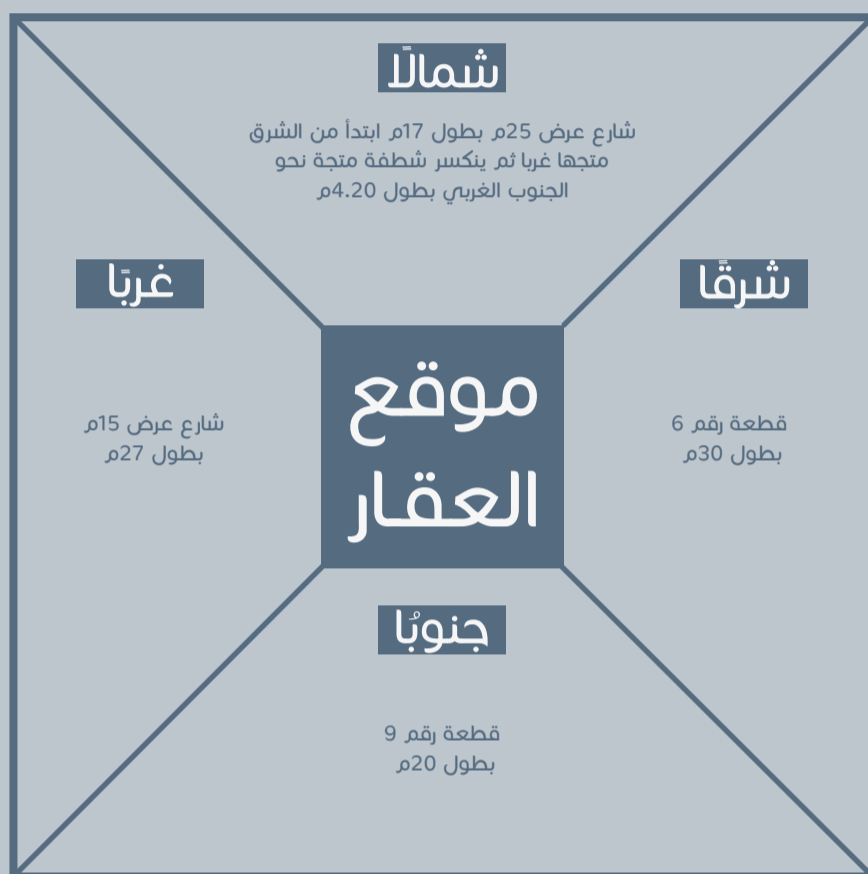 شمالًا
شارع عرض 25م بطول 17م ابتدأ من الشرق
متجها غربا ثم ينكسر شطفة متجة نحو
الجنوب الغربي بطول 4.20م
شرقًا
قطعة رقم 6
بطول 30م
موقع
العقار
غربًا
شارع عرض 15م
بطول 27م
جنوبًا
قطعة رقم 9
بطول 20م